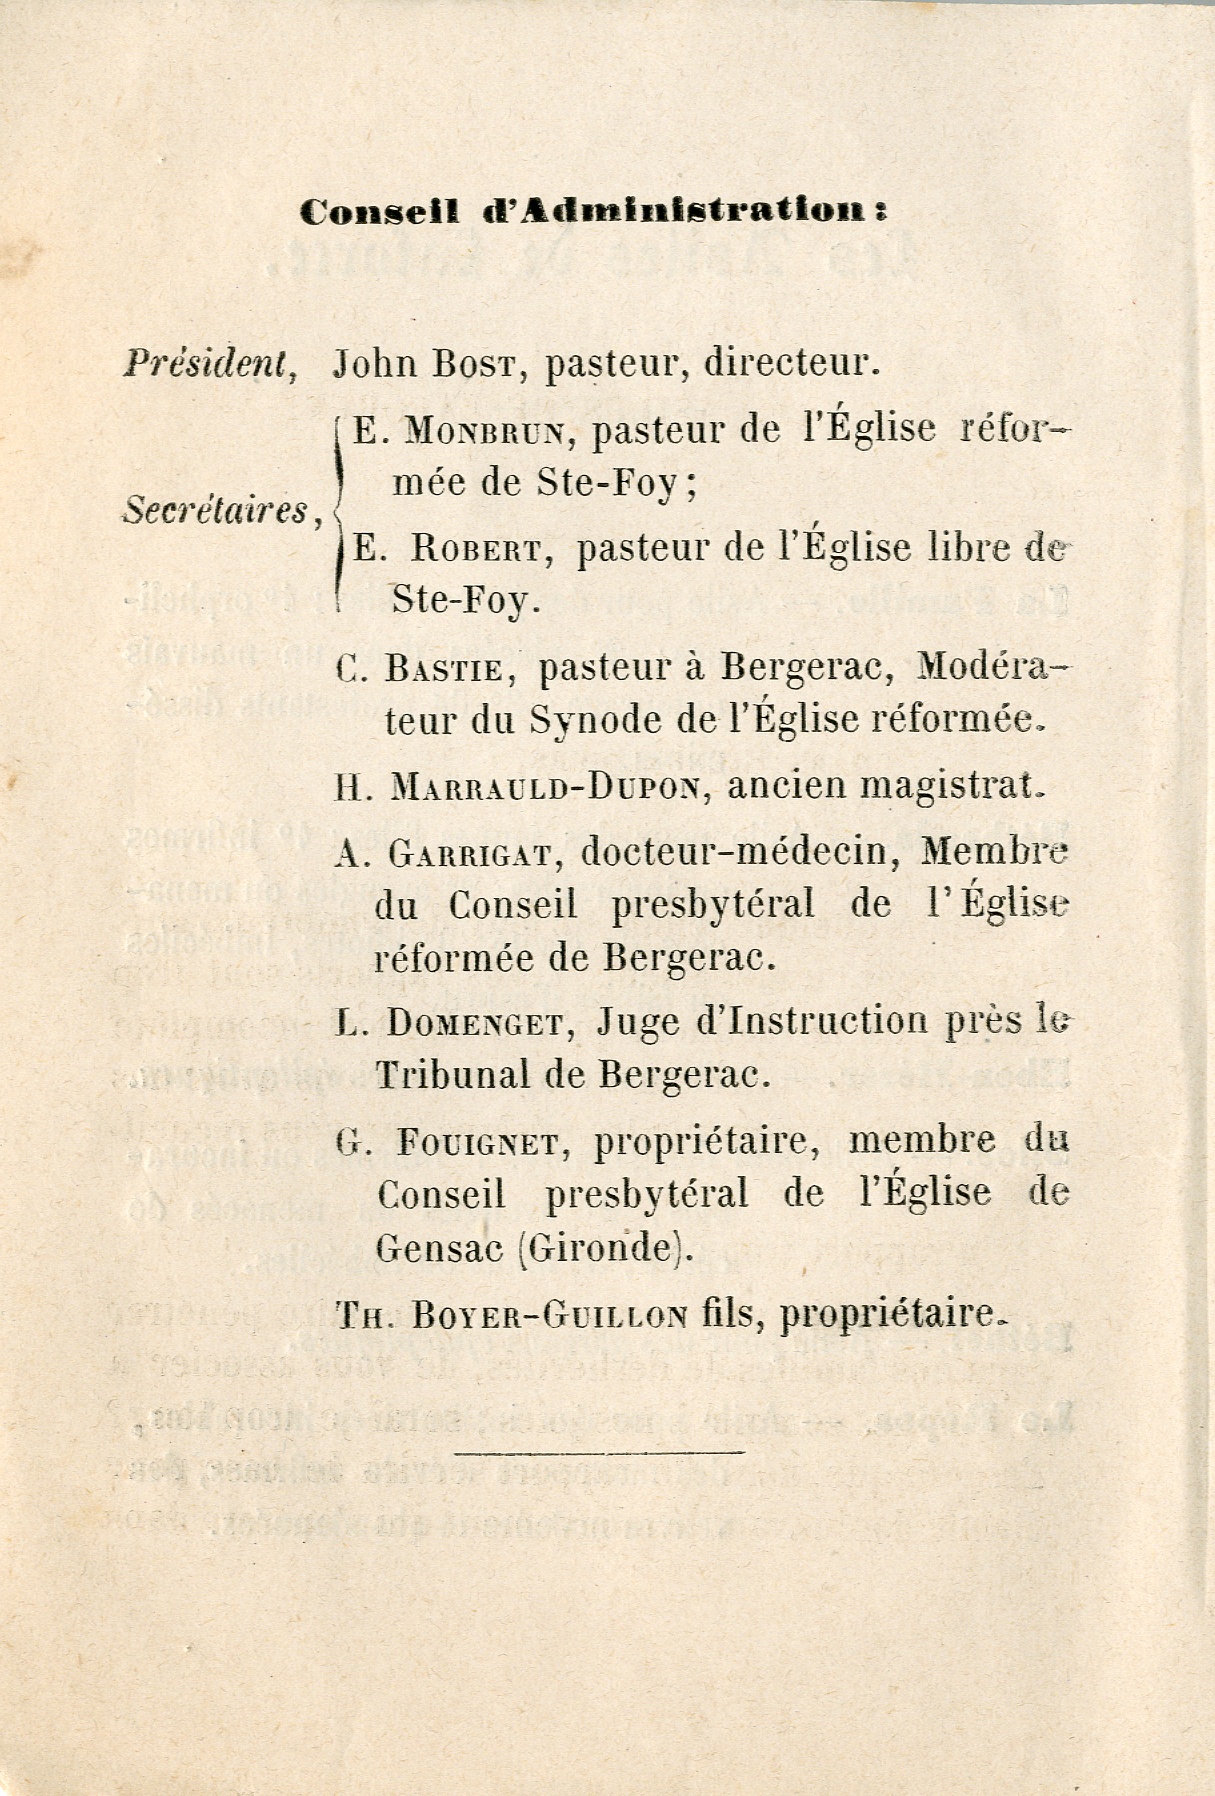 Conseil d'Administration:
Président, John Bost, pasteur, directeur.
E. Monbrun, pasteur de l'Église réfor-
mée de Ste-Foy;
Secrétaires,
E. Robert, pasteur de l'Église libre de
Ste-Foy.
C. Bastie, pasteur à Bergerac, Modéra-
teur du Synode de l'Église réformée.
H. Marrauld-Dupon, ancien magistrat.
A. Garrigat, docteur-médecin, Membre
du Conseil presbytéral de l'Église
réformée de Bergerac.
L. Domenget, Juge d'Instruction près le
Tribunal de Bergerac.
G. Fouignet, propriétaire, membre du
Conseil presbytéral de l'Église de
Gensac (Gironde).
Th. Boyer-Guillon fils, propriétaire.